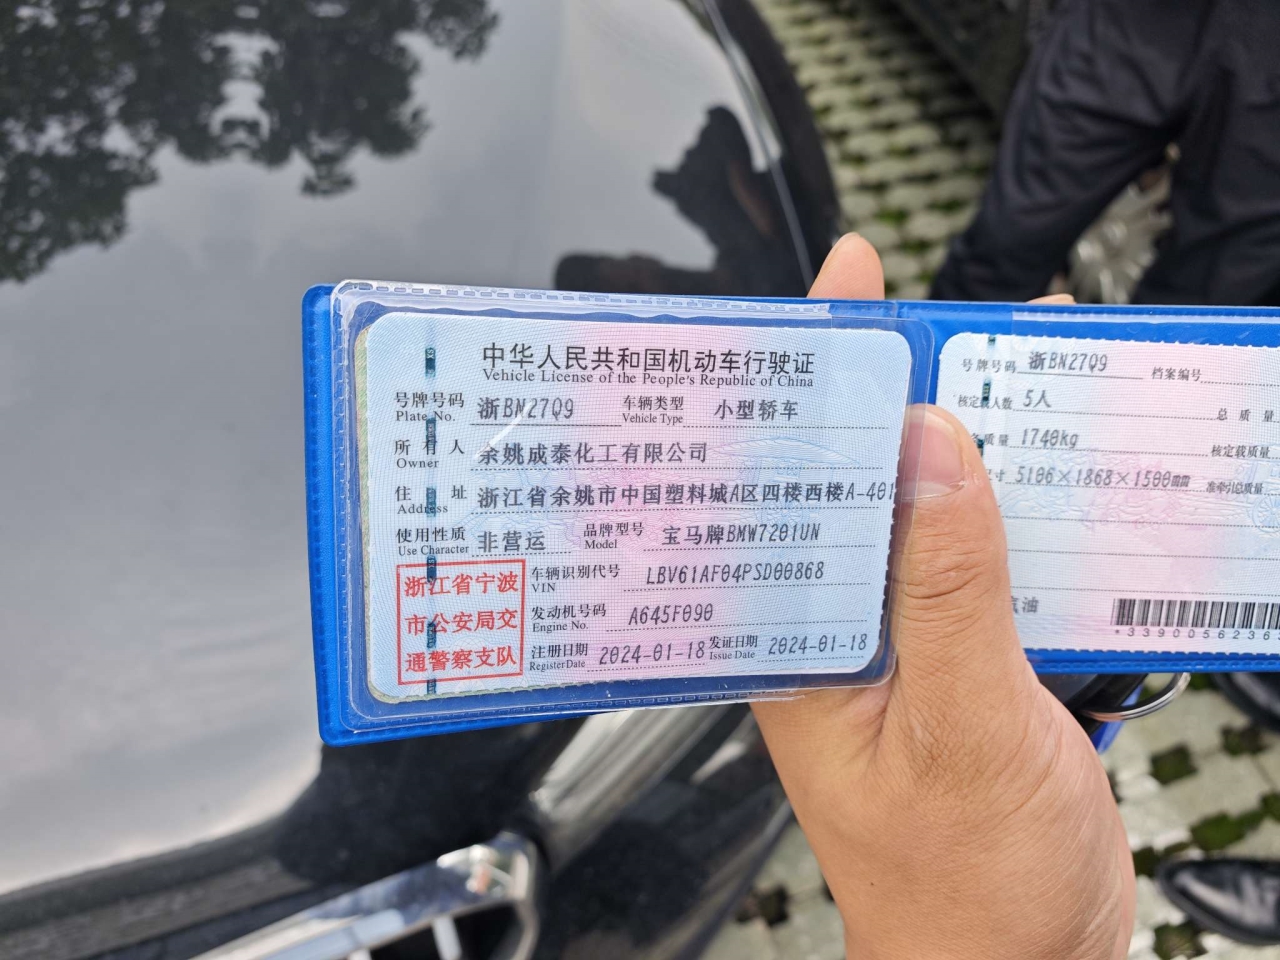 中华人民共和国机动车行驶证
Vehicle License of the People's Republic of China
号牌号码 浙BN27Q9 车辆类型 小型轿车
Plate No. Vehicle Type
所有人 余姚成泰化工有限公司
Owner
住址 浙江省余姚市中国塑料城A区四楼西楼A-401
Address
使用性质 非营运 品牌型号 宝马牌BMW7201UN
Use Character Model
浙江省宁波
市公安局交
通警察支队
车辆识别代号 LBV61AF04PSD00868
VIN
发动机号码 A645F090
Engine No.
注册日期 2024-01-18 发证日期 2024-01-18
Register Date Issue Date
号牌号码 浙BN27Q9 档案编号
核定载人数 5人 总质量
质量 1740kg 核定载质量
寸 5106×1868×1500 准牵引总质量
油
*33900562362